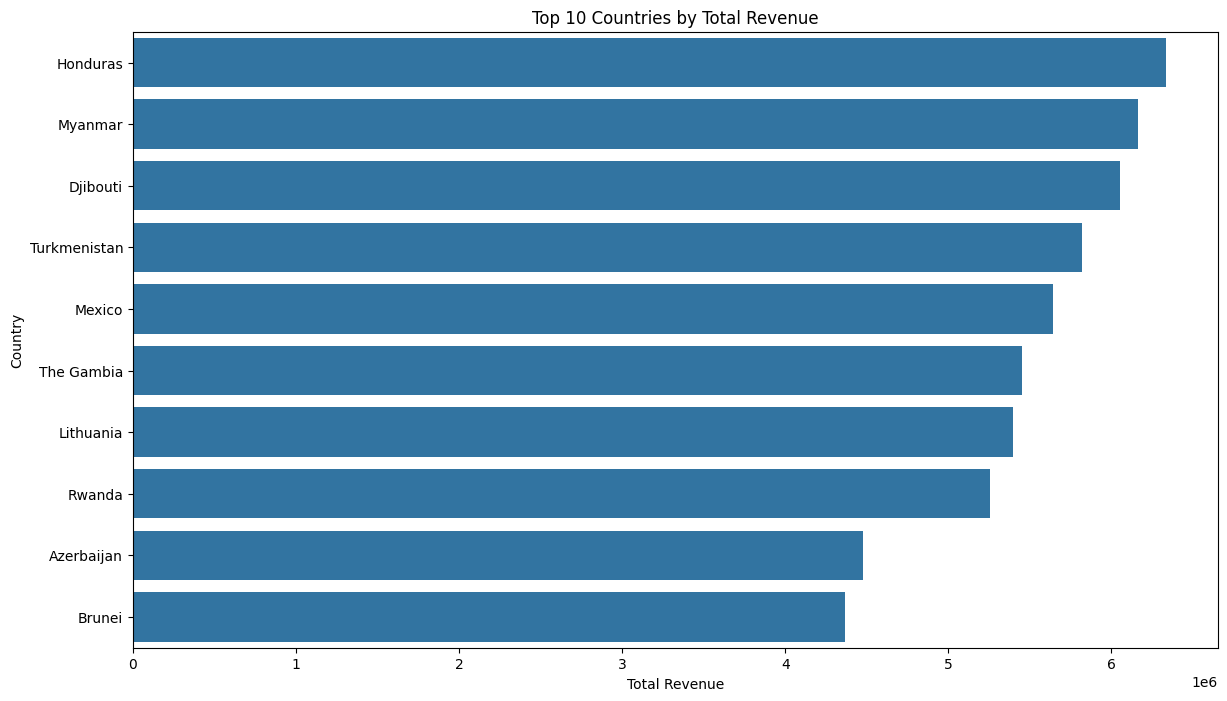 Top 10 Countries by Total Revenue
Country
Honduras
Myanmar
Djibouti
Turkmenistan
Mexico
The Gambia
Lithuania
Rwanda
Azerbaijan
Brunei
0 1 2 3 4 5 6
1e6
Total Revenue